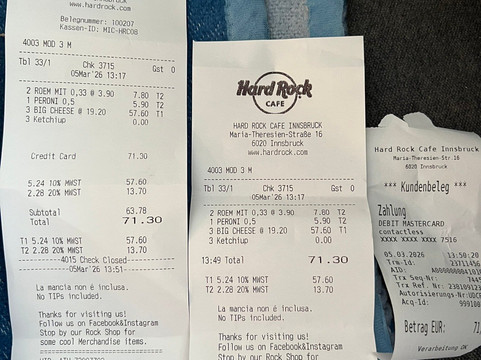 www.hardrock.com
Belegnummer: 100207
Kassen-ID: MIC-HRC08
4003 MOD 3 M
Tbl 33/1 Chk 3715 Gst 0
05Mar'26 13:17
2 ROEM MIT 0,33 @ 3.90 7.80 T2
1 PERONI 0,5 5.90 T2
3 BIG CHEESE @ 19.20 57.60 T1
3 Ketchiup 0.00
Credit Card 71.30
5.24 10% MWST 57.60
2.28 20% MWST 13.70
Subtotal 63.78
Total 71.30
T1 5.24 10% MWST 57.60
T2 2.28 20% MWST 13.70
4015 Check Closed
05Mar'26 13:51
La mancia non é incl.
No TIPs included.
Thanks for visiting us!
Follow us on Facebook&Instagram
Stop by our Rock Shop for
some cool Merchandise Items.
Hard Rock
CAFE
HARD ROCK CAFE INNSBRUCK
Maria-Theresien-Straße 16
6020 Innsbruck
www.hardrock.com
4003 MOD 3 M
Tbl 33/1 Chk 3715 Gst 0
05Mar'26 13:17
2 ROEM MIT 0,33 @ 3.90 7.80 T2
1 PERONI 0,5 5.90 T2
3 BIG CHEESE @ 19.20 57.60 T1
3 Ketchiup 0.00
13:49 Total 71.30
T1 5.24 10% MWST 57.60
T2 2.28 20% MWST 13.70
La mancia non é incl.
No TIPs included.
Thanks for visiting us!
Follow us on Facebook&Instagram
Stop by our Rock Shop for
Hard Rock Cafe Innsbruck
Maria-Theresien-Str.16
6020 Innsbruck
*** Kundenbeleg ***
Zahlung
DEBIT MASTERCARD
contactless
XXXX XXXX XXXX 7516
05.03.2026 13:50:20
Trm-Id:
AID:
Trx Seq-Nr:
Trx Ref-Nr:
Autorisierung-Nr:
Acq-Id:
Betrag EUR:
Verarbeitung OK